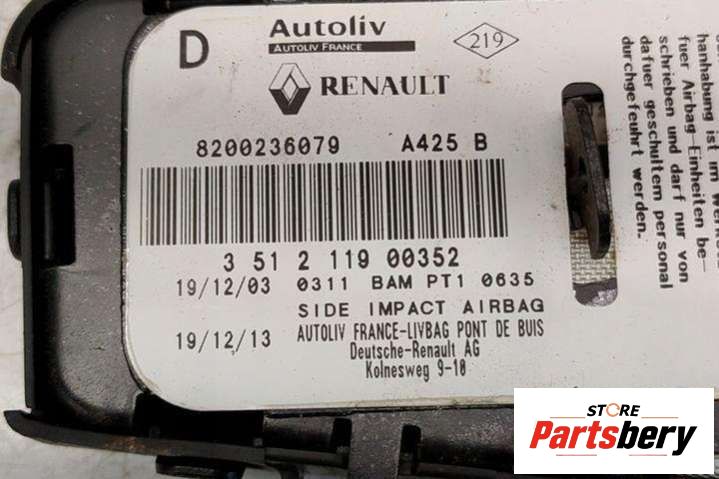 D
Autoliv
AUTOLIV FRANCE
219
RENAULT
8200236079 A425 B
3 51 2 119 00352
19/12/03 0311 BAM PT1 0635
SIDE IMPACT AIRBAG
19/12/13 AUTOLIV FRANCE-LIVBAG PONT DE BUIS
Deutsche-Renault AG
Kolnesweg 9-10
hanhabung ist im
fuer Airbag-Einheiten be-
schrieben und darf nur von
dafuer geschultem personal
durchgefeuhrt werden.
STORE
Partsbery